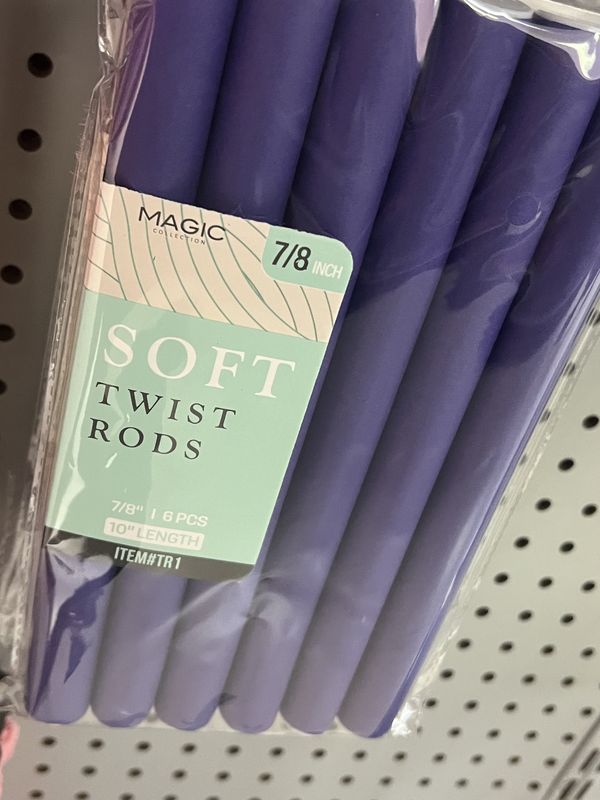 MAGIC
COLLECTION
7/8 INCH
SOFT
TWIST
RODS
7/8" | 6 PCS
10" LENGTH
ITEM#TR1